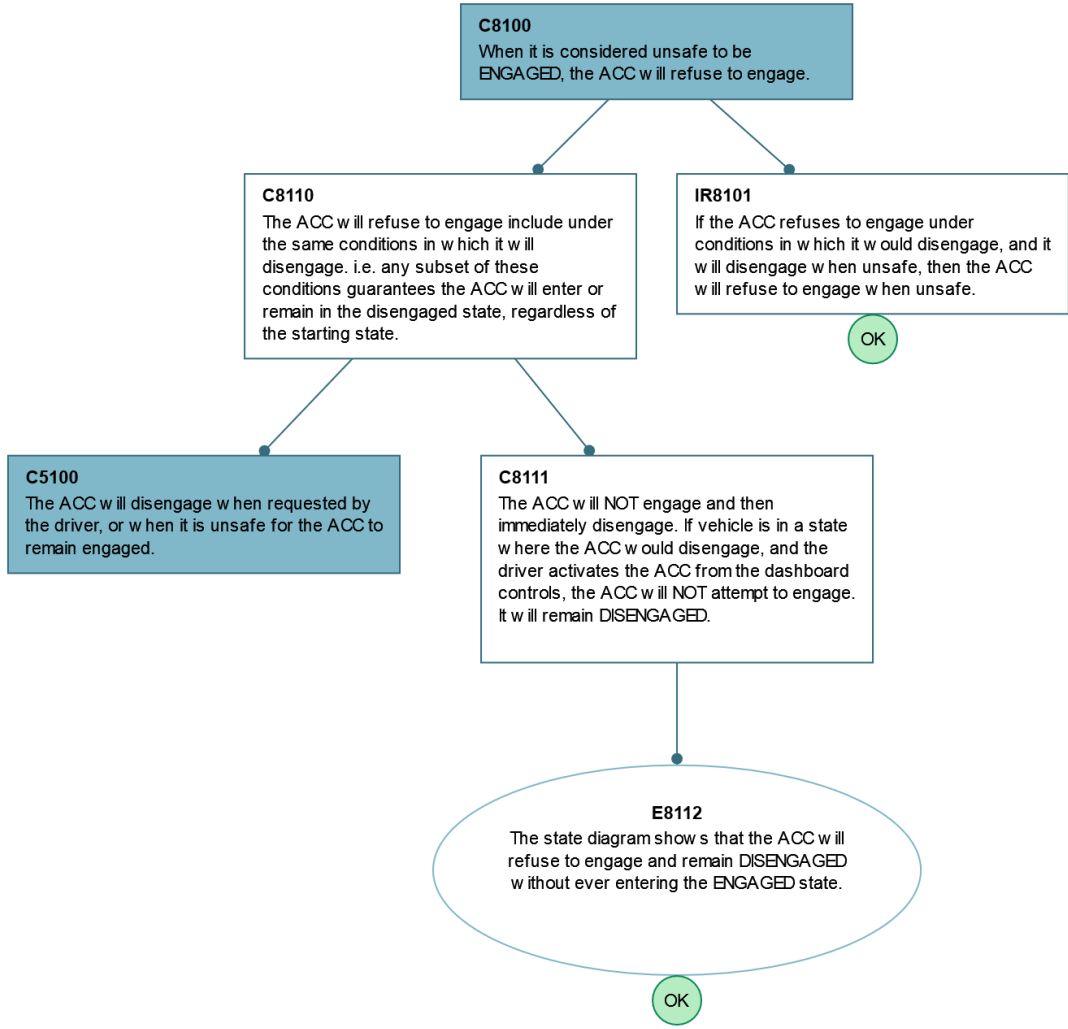 C8100
When it is considered unsafe to be
ENGAGED, the ACC will refuse to engage.
C8110
The ACC will refuse to engage include under
the same conditions in which it will
disengage. i.e. any subset of these
conditions guarantees the ACC will enter or
remain in the disengaged state, regardless of
the starting state.
IR8101
If the ACC refuses to engage under
conditions in which it would disengage, and it
will disengage when unsafe, then the ACC
will refuse to engage when unsafe.
OK
C5100
The ACC will disengage when requested by
the driver, or when it is unsafe for the ACC to
remain engaged.
C8111
The ACC will NOT engage and then
immediately disengage. If vehicle is in a state
where the ACC would disengage, and the
driver activates the ACC from the dashboard
controls, the ACC will NOT attempt to engage.
It will remain DISENGAGED.
E8112
The state diagram shows that the ACC will
refuse to engage and remain DISENGAGED
without ever entering the ENGAGED state.
OK